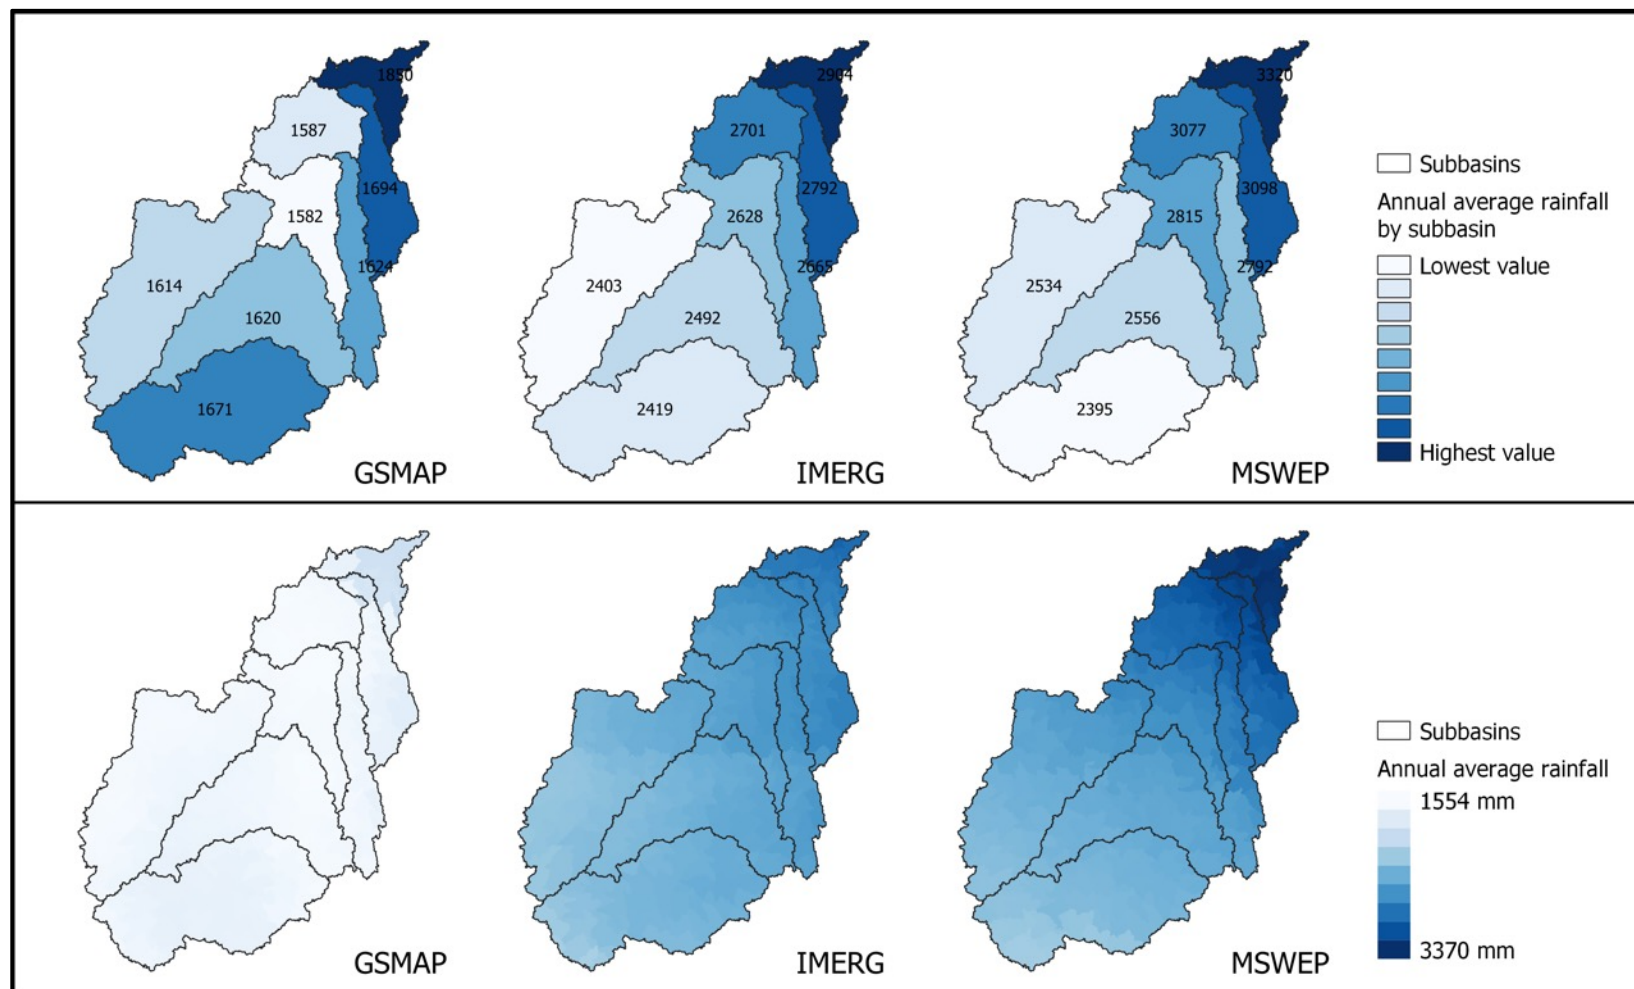 1850
1587
1694
1582
1624
1614
1620
1671
GSMAP
2904
2701
2792
2628
2665
2403
2492
2419
IMERG
3320
3077
3098
2815
2792
2534
2556
2395
MSWEP
Subbasins
Annual average rainfall
by subbasin
Lowest value
Highest value
GSMAP
IMERG
MSWEP
Subbasins
Annual average rainfall
1554 mm
3370 mm